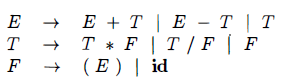 E → E + T | E − T | T
T → T * F | T / F | F
F → ( E ) | id